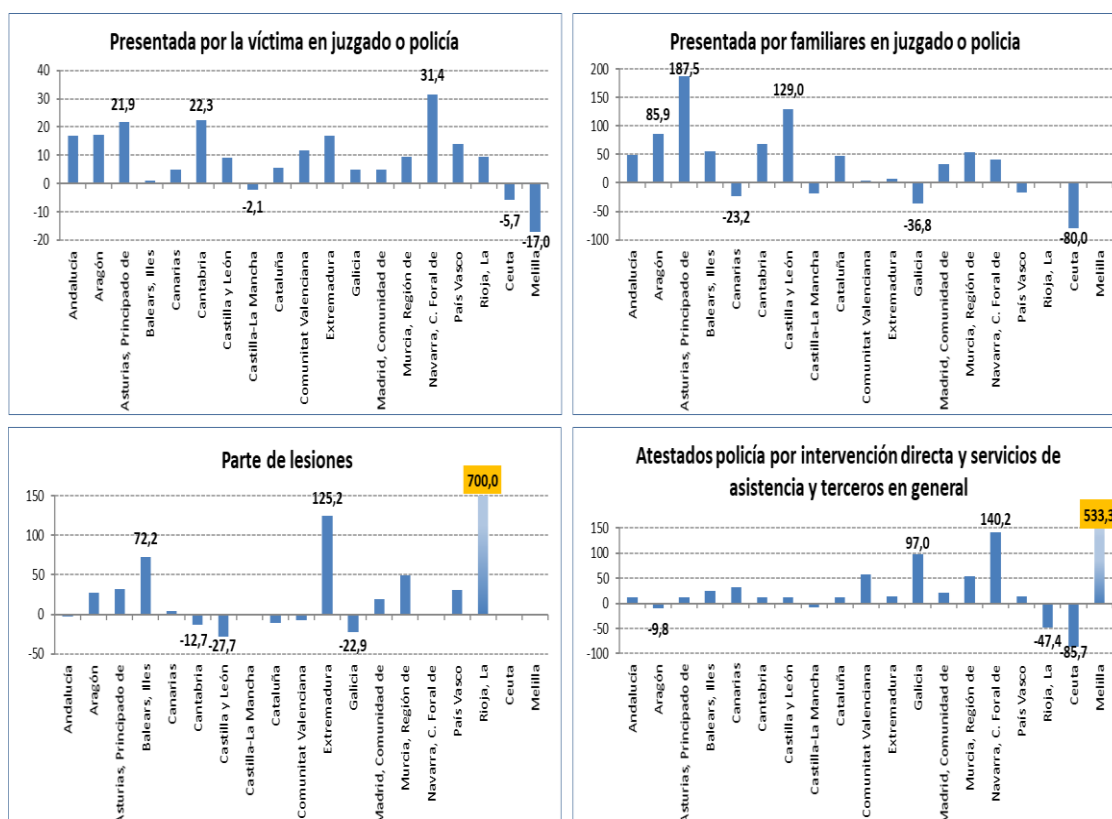 Presentada por la víctima en juzgado o policía
40
30
20
10
0
-10
-20
21,9
22,3
-2,1
31,4
-5,7
-17,0
Andalucía
Aragón
Asturias, Principado de
Balears, Illes
Canarias
Cantabria
Castilla y León
Castilla-La Mancha
Cataluña
Comunitat Valenciana
Extremadura
Galicia
Madrid, Comunidad de
Murcia, Región de
Navarra, C. Foral de
País Vasco
Rioja, La
Ceuta
Melilla
Presentada por familiares en juzgado o policia
200
150
100
50
0
-50
-100
85,9
187,5
-23,2
129,0
-36,8
-80,0
Andalucía
Aragón
Asturias, Principado de
Balears, Illes
Canarias
Cantabria
Castilla y León
Castilla-La Mancha
Cataluña
Comunitat Valenciana
Extremadura
Galicia
Madrid, Comunidad de
Murcia, Región de
Navarra, C. Foral de
País Vasco
Rioja, La
Ceuta
Melilla
Parte de lesiones
150
100
50
0
-50
72,2
-12,7
-27,7
125,2
-22,9
700,0
Andalucía
Aragón
Asturias, Principado de
Balears, Illes
Canarias
Cantabria
Castilla y León
Castilla-La Mancha
Cataluña
Comunitat Valenciana
Extremadura
Galicia
Madrid, Comunidad de
Murcia, Región de
Navarra, C. Foral de
País Vasco
Rioja, La
Ceuta
Melilla
Atestados policía por intervención directa y servicios de
asistencia y terceros en general
150
100
50
0
-50
-100
-9,8
97,0
140,2
-47,4
-85,7
533,3
Andalucía
Aragón
Asturias, Principado de
Balears, Illes
Canarias
Cantabria
Castilla y León
Castilla-La Mancha
Cataluña
Comunitat Valenciana
Extremadura
Galicia
Madrid, Comunidad de
Murcia, Región de
Navarra, C. Foral de
País Vasco
Rioja, La
Ceuta
Melilla